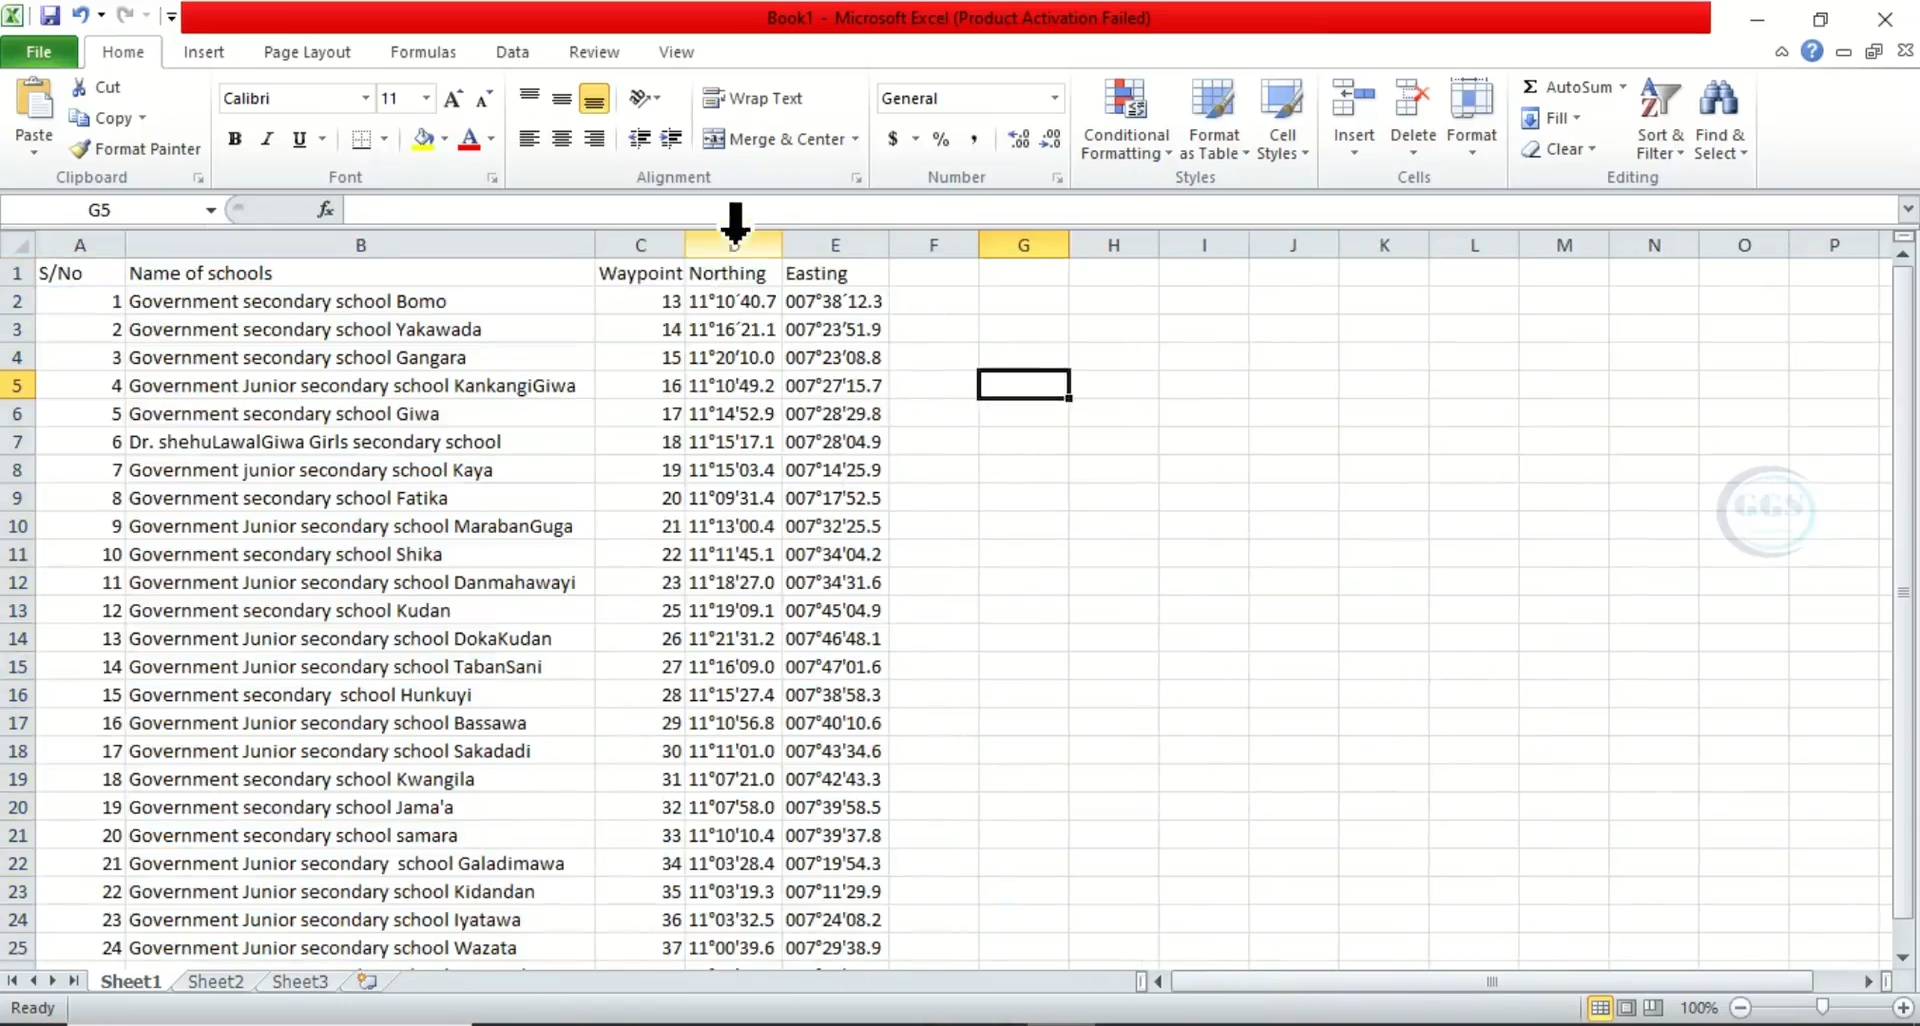 Book1 - Microsoft Excel (Product Activation Failed)
File Home Insert Page Layout Formulas Data Review View
Paste Cut Copy Format Painter
Clipboard
Calibri 11
B I U A
Font
Wrap Text
Merge & Center
Alignment
General
$ % ,
Number
Conditional Formatting
Format as Table
Cell Styles
Styles
Insert Delete Format
Cells
Σ AutoSum
Fill
Clear
Sort & Filter
Find & Select
Editing
G5 fx
A B C E F G H I J K L M N O P
1 S/No Name of schools Waypoint Northing Easting
2 1 Government secondary school Bomo 13 11°10´40.7 007°38´12.3
3 2 Government secondary school Yakawada 14 11°16´21.1 007°23’51.9
4 3 Government secondary school Gangara 15 11°20’10.0 007°23’08.8
5 4 Government Junior secondary school KankangiGiwa 16 11°10'49.2 007°27'15.7
6 5 Government secondary school Giwa 17 11°14'52.9 007°28'29.8
7 6 Dr. shehuLawalGiwa Girls secondary school 18 11°15'17.1 007°28'04.9
8 7 Government junior secondary school Kaya 19 11°15'03.4 007°14'25.9
9 8 Government secondary school Fatika 20 11°09'31.4 007°17'52.5
10 9 Government Junior secondary school MarabanGuga 21 11°13'00.4 007°32'25.5
11 10 Government secondary school Shika 22 11°11'45.1 007°34'04.2
12 11 Government Junior secondary school Danmahawayi 23 11°18'27.0 007°34'31.6
13 12 Government secondary school Kudan 25 11°19'09.1 007°45'04.9
14 13 Government Junior secondary school DokaKudan 26 11°21'31.2 007°46'48.1
15 14 Government Junior secondary school TabanSani 27 11°16'09.0 007°47'01.6
16 15 Government secondary  school Hunkuyi 28 11°15'27.4 007°38'58.3
17 16 Government Junior secondary school Bassawa 29 11°10'56.8 007°40'10.6
18 17 Government Junior secondary school Sakadadi 30 11°11'01.0 007°43'34.6
19 18 Government secondary school Kwangila 31 11°07'21.0 007°42'43.3
20 19 Government secondary school Jama'a 32 11°07'58.0 007°39'58.5
21 20 Government secondary school samara 33 11°10'10.4 007°39'37.8
22 21 Government Junior secondary  school Galadimawa 34 11°03'28.4 007°19'54.3
23 22 Government Junior secondary school Kidandan 35 11°03'19.3 007°11'29.9
24 23 Government Junior secondary school Iyatawa 36 11°03'32.5 007°24'08.2
25 24 Government Junior secondary school Wazata 37 11°00'39.6 007°29'38.9
GGS
Sheet1 Sheet2 Sheet3
Ready 100%